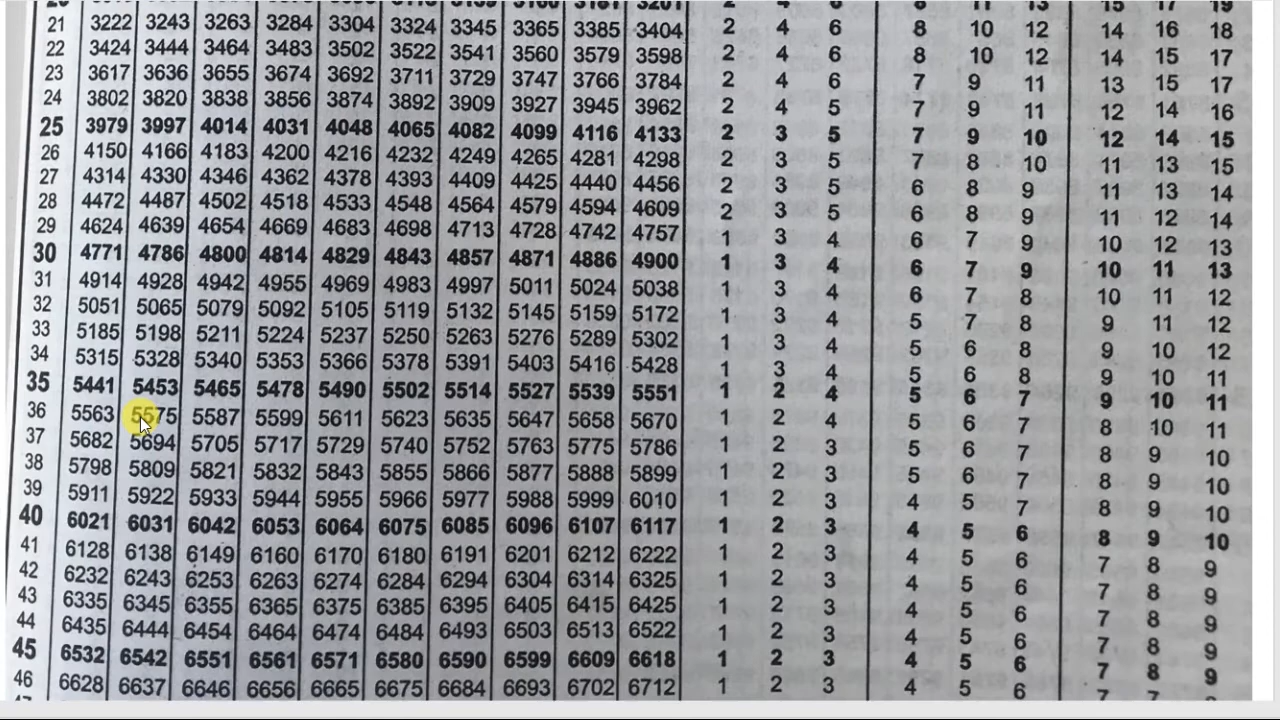 21 3222 3243 3263 3284 3304 3324 3345 3365 3385 3404 2 4 6 8 10 12 14 16 18
22 3424 3444 3464 3483 3502 3522 3541 3560 3579 3598 2 4 6 8 10 12 14 15 17
23 3617 3636 3655 3674 3692 3711 3729 3747 3766 3784 2 4 6 7 9 11 13 15 17
24 3802 3820 3838 3856 3874 3892 3909 3927 3945 3962 2 4 5 7 9 11 12 14 16
25 3979 3997 4014 4031 4048 4065 4082 4099 4116 4133 2 3 5 7 9 10 12 14 15
26 4150 4166 4183 4200 4216 4232 4249 4265 4281 4298 2 3 5 7 8 10 11 13 15
27 4314 4330 4346 4362 4378 4393 4409 4425 4440 4456 2 3 5 6 8 9 11 13 14
28 4472 4487 4502 4518 4533 4548 4564 4579 4594 4609 2 3 5 6 8 9 11 12 14
29 4624 4639 4654 4669 4683 4698 4713 4728 4742 4757 1 3 4 6 7 9 10 12 13
30 4771 4786 4800 4814 4829 4843 4857 4871 4886 4900 1 3 4 6 7 9 10 11 13
31 4914 4928 4942 4955 4969 4983 4997 5011 5024 5038 1 3 4 6 7 8 10 11 12
32 5051 5065 5079 5092 5105 5119 5132 5145 5159 5172 1 3 4 5 7 8 9 11 12
33 5185 5198 5211 5224 5237 5250 5263 5276 5289 5302 1 3 4 5 6 8 9 10 12
34 5315 5328 5340 5353 5366 5378 5391 5403 5416 5428 1 3 4 5 6 8 10 11
35 5441 5453 5465 5478 5490 5502 5514 5527 5539 5551 1 2 4 5 6 7 9 10 11
36 5563 5575 5587 5599 5611 5623 5635 5647 5658 5670 1 2 4 5 6 7 8 10 11
37 5682 5694 5705 5717 5729 5740 5752 5763 5775 5786 1 2 3 5 6 7 8 9 10
38 5798 5809 5821 5832 5843 5855 5866 5877 5888 5899 1 2 3 5 6 7 8 9 10
39 5911 5922 5933 5944 5955 5966 5977 5988 5999 6010 1 2 3 4 5 7 8 9 10
40 6021 6031 6042 6053 6064 6075 6085 6096 6107 6117 1 2 3 4 5 6 8 9 10
41 6128 6138 6149 6160 6170 6180 6191 6201 6212 6222 1 2 3 4 5 6 7 8 9
42 6232 6243 6253 6263 6274 6284 6294 6304 6314 6325 1 2 3 4 5 6 7 8 9
43 6335 6345 6355 6365 6375 6385 6395 6405 6415 6425 1 2 3 4 5 6 7 8 9
44 6435 6444 6454 6464 6474 6484 6493 6503 6513 6522 1 2 3 4 5 6 7 8 9
45 6532 6542 6551 6561 6571 6580 6590 6599 6609 6618 1 2 3 4 5 6 7 8 9
46 6628 6637 6646 6656 6665 6675 6684 6693 6702 6712 1 2 3 4 5 6 7 7